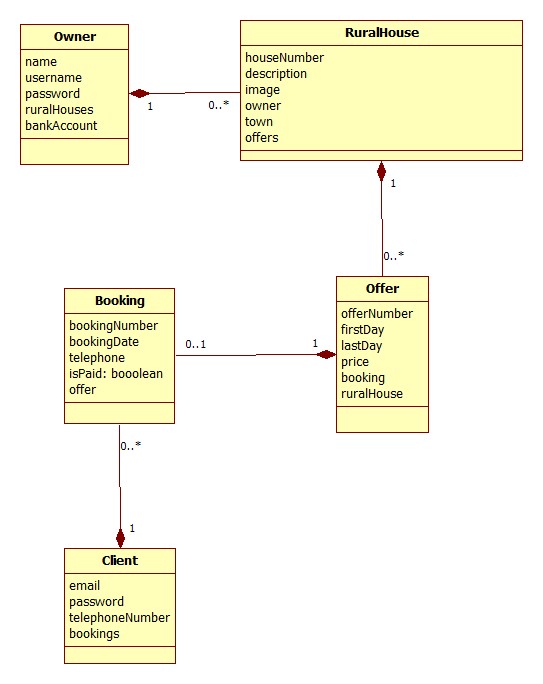 Owner
name
username
password
ruralHouses
bankAccount
1
0..*
RuralHouse
houseNumber
description
image
owner
town
offers
1
0..*
Booking
bookingNumber
bookingDate
telephone
isPaid: booolean
offer
0..1
1
Offer
offerNumber
firstDay
lastDay
price
booking
ruralHouse
0..*
1
Client
email
password
telephoneNumber
bookings